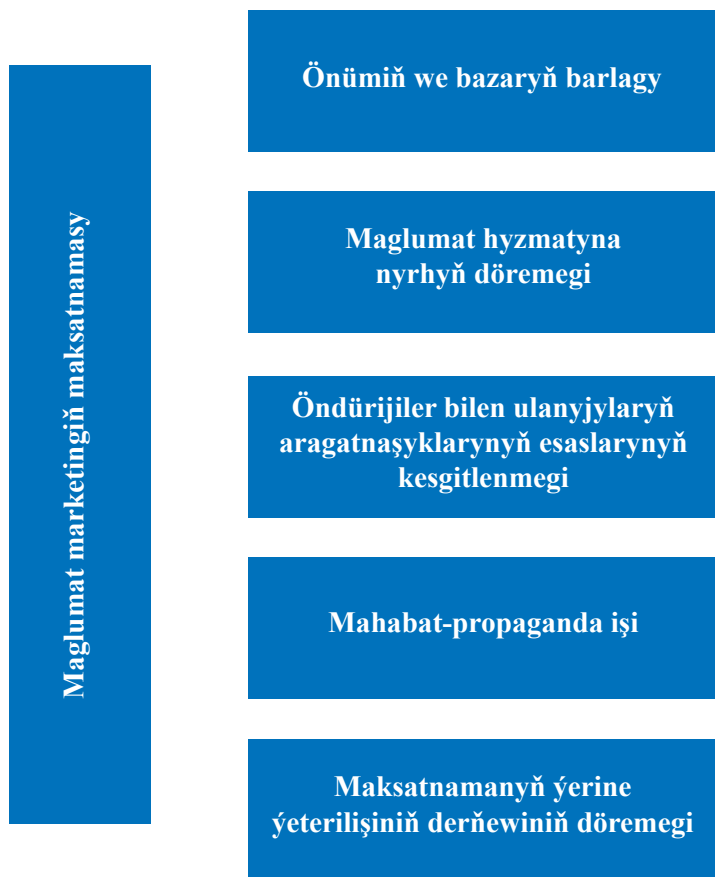 Maglumat marketingiň maksatnamasy
Önümiň we bazaryň barlagy
Maglumat hyzmatyna
nyrhyň döremegi
Öndürijiler bilen ulanyjylaryň
aragatnaşyklarynyň esaslarynyň
kesgitlenmegi
Mahabat-propaganda işi
Maksatnamanyň ýerine
ýeterilişiniň derňewiniň döremegi